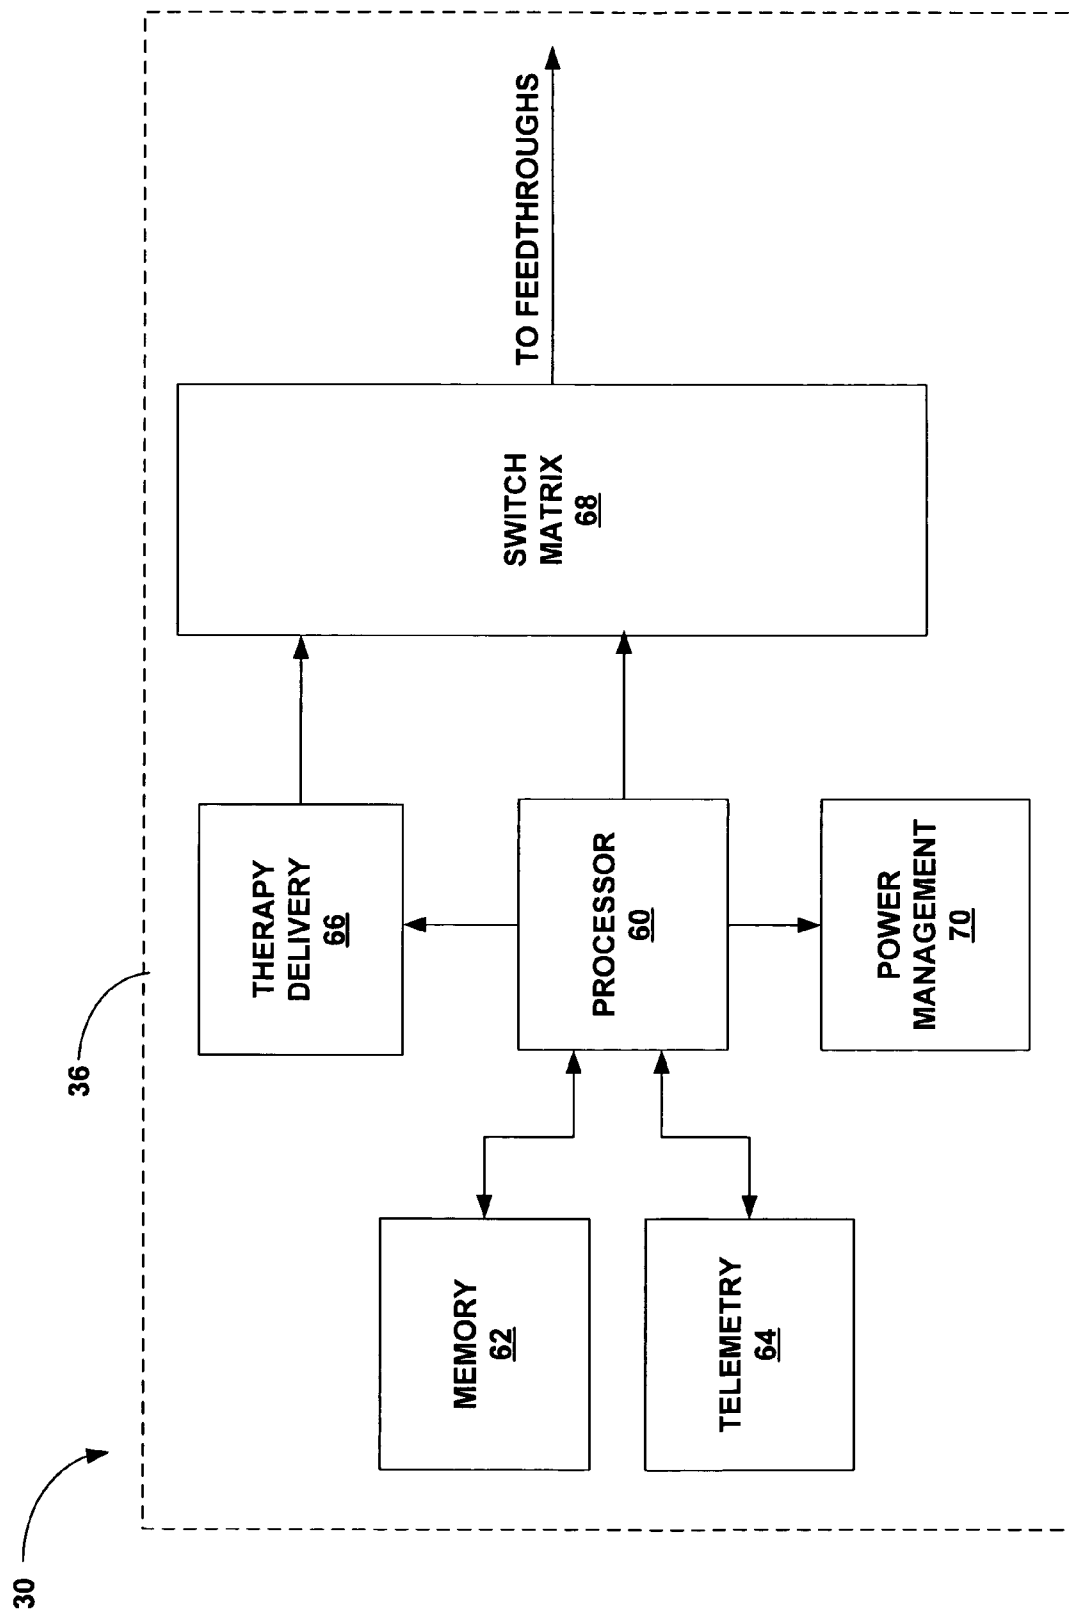 30
36
MEMORY
62
TELEMETRY
64
THERAPY
DELIVERY
66
PROCESSOR
60
POWER
MANAGEMENT
70
SWITCH
MATRIX
68
TO FEEDTHROUGHS